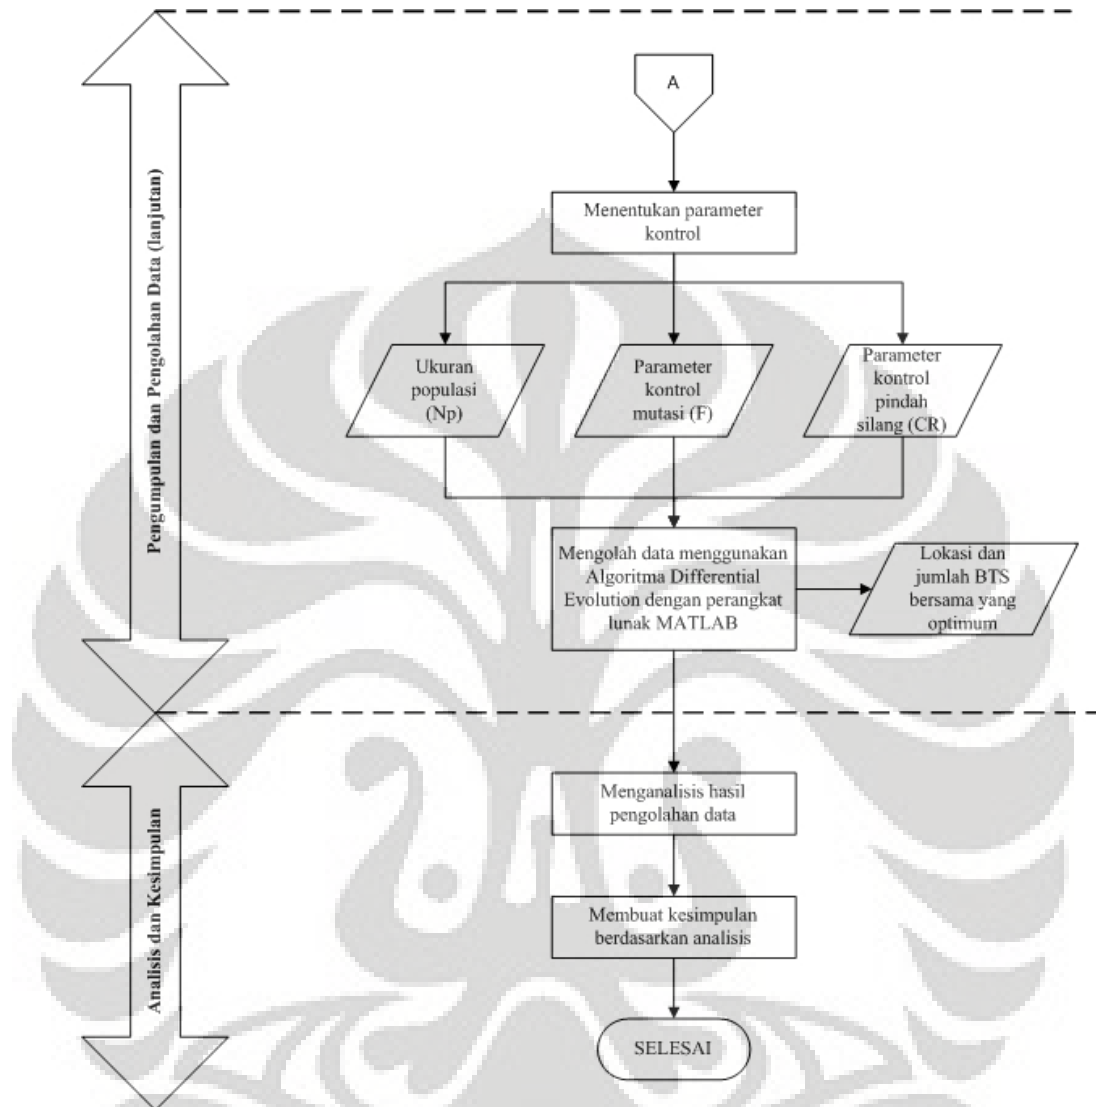 A
Menentukan parameter
kontrol
Ukuran
populasi
(Np)
Parameter
kontrol
mutasi (F)
Parameter
kontrol
pindah
silang (CR)
Mengolah data menggunakan
Algoritma Differential
Evolution dengan perangkat
lunak MATLAB
Lokasi dan
jumlah BTS
bersama yang
optimum
Pengumpulan dan Pengolahan Data (lanjutan)
Menganalisis hasil
pengolahan data
Membuat kesimpulan
berdasarkan analisis
SELESAI
Analisis dan Kesimpulan